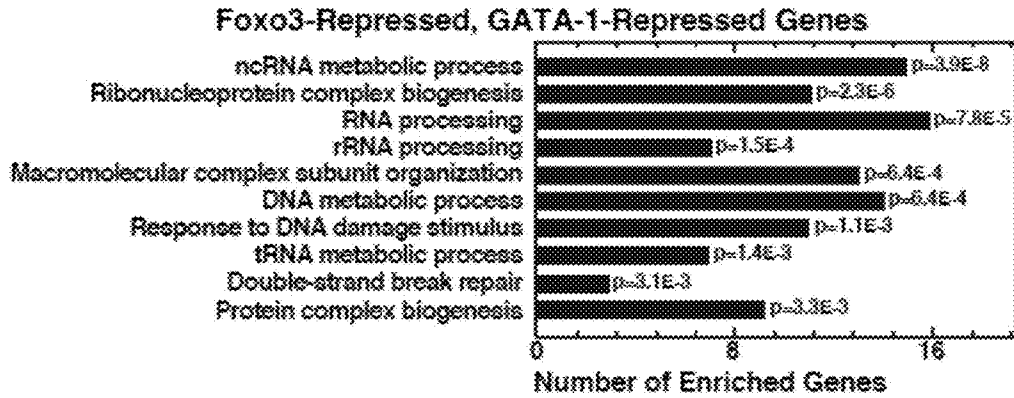 Foxo3-Repressed, GATA-1-Repressed Genes
ncRNA metabolic process p=3.9E-8
Ribonucleoprotein complex biogenesis p=2.3E-6
RNA processing p=7.8E-5
rRNA processing p=1.5E-4
Macromolecular complex subunit organization p=6.4E-4
DNA metabolic process p=6.4E-4
Response to DNA damage stimulus p=1.1E-3
tRNA metabolic process p=1.4E-3
Double-strand break repair p=3.1E-3
Protein complex biogenesis p=3.3E-3
0 8 16
Number of Enriched Genes